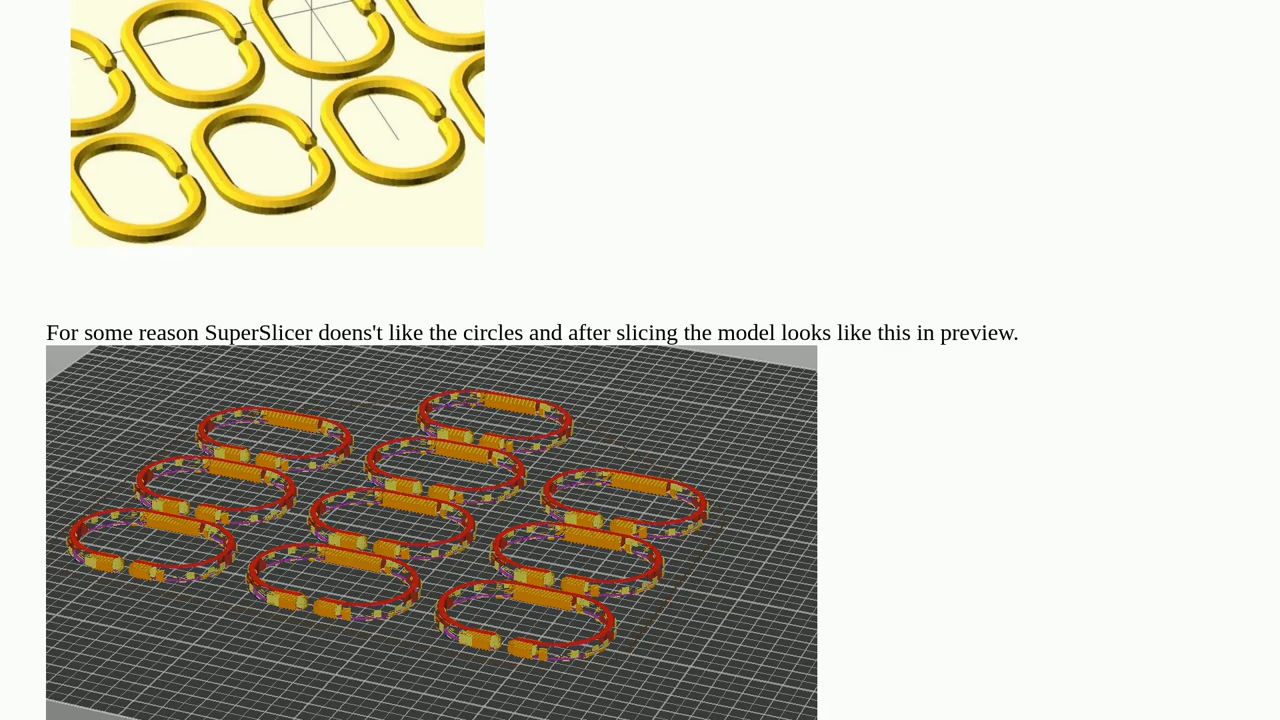 For some reason SuperSlicer doens't like the circles and after slicing the model looks like this in preview.